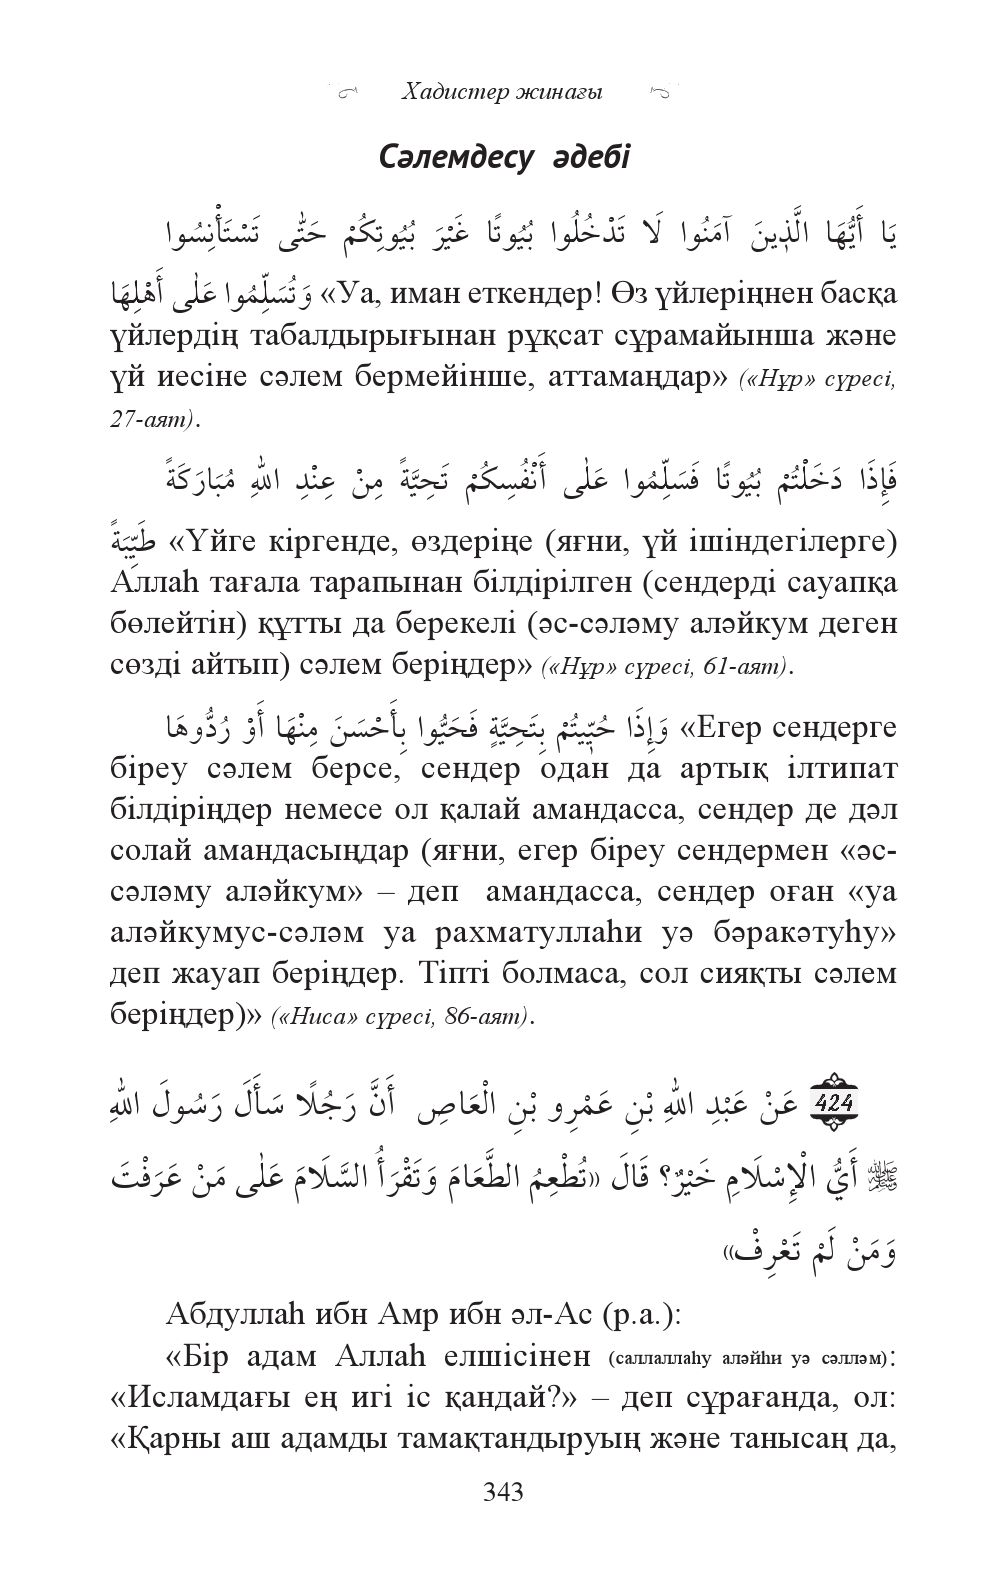 Хадистер жинағы
Сәлемдесу әдебі
يَا أَيُّهَا الَّذِينَ آمَنُوا لَا تَدْخُلُوا بُيُوتًا غَيْرَ بُيُوتِكُمْ حَتّٰى تَسْتَأْنِسُوا
وَتُسَلِّمُوا عَلٰى أَهْلِهَا «Уа, иман еткендер! Өз үйлеріңнен басқа
үйлердің табалдырығынан рұқсат сұрамайынша және
үй иесіне сәлем бермейінше, аттамаңдар» («Нұр» сүресі,
27-аят).
فَإِذَا دَخَلْتُمْ بُيُوتًا فَسَلِّمُوا عَلٰى أَنْفُسِكُمْ تَحِيَّةً مِنْ عِنْدِ اللهِ مُبَارَكَةً
طَيِّبَةً «Үйге кіргенде, өздеріңе (яғни, үй ішіндегілерге)
Аллаһ тағала тарапынан білдірілген (сендерді сауапқа
бөлейтін) құтты да берекелі (әс-сәләму аләйкум деген
сөзді айтып) сәлем беріңдер» («Нұр» сүресі, 61-аят).
وَإِذَا حُيِّيتُمْ بِتَحِيَّةٍ فَحَيُّوا بِأَحْسَنَ مِنْهَا أَوْ رُدُّوهَا «Егер сендерге
біреу сәлем берсе, сендер одан да артық ілтипат
білдіріңдер немесе ол қалай амандасса, сендер де дәл
солай амандасыңдар (яғни, егер біреу сендермен «әс-
сәләму аләйкум» – деп амандасса, сендер оған «уа
аләйкумус-сәләм уа рахматуллаһи уә бәракәтуһу»
деп жауап беріңдер. Тіпті болмаса, сол сияқты сәлем
беріңдер)» («Ниса» сүресі, 86-аят).
424 عَنْ عَبْدِ اللهِ بْنِ عَمْرِو بْنِ الْعَاصِ أَنَّ رَجُلًا سَأَلَ رَسُولَ اللهِ
ﷺ أَيُّ الْإِسْلَامِ خَيْرٌ؟ قَالَ «تُطْعِمُ الطَّعَامَ وَتَقْرَأُ السَّلَامَ عَلٰى مَنْ عَرَفْتَ
وَمَنْ لَمْ تَعْرِفْ»
Абдуллаһ ибн Амр ибн әл-Ас (р.а.):
«Бір адам Аллаһ елшісінен (саллаллаһу аләйһи уә сәлләм):
«Исламдағы ең игі іс қандай?» – деп сұрағанда, ол:
«Қарны аш адамды тамақтандыруың және танысаң да,
343